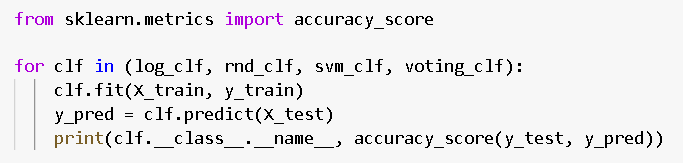 from sklearn.metrics import accuracy_score
for clf in (log_clf, rnd_clf, svm_clf, voting_clf):
    clf.fit(X_train, y_train)
    y_pred = clf.predict(X_test)
    print(clf.__class__.__name__, accuracy_score(y_test, y_pred))